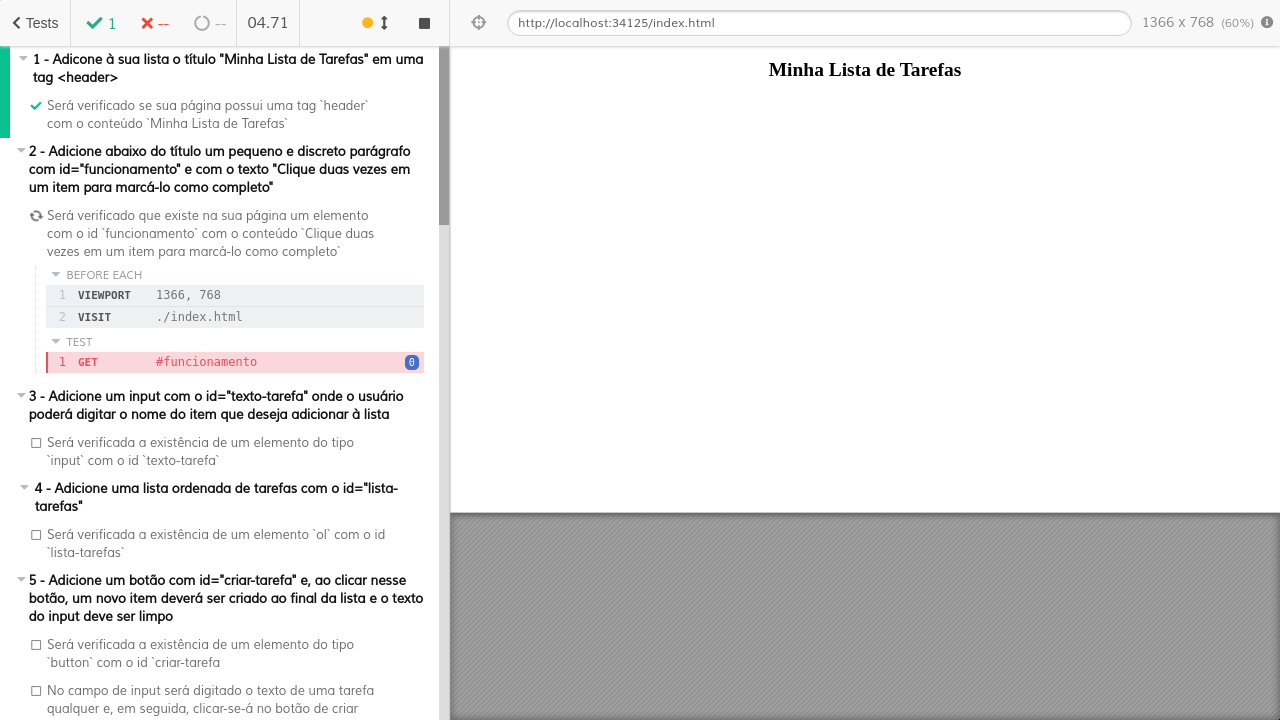 Tests
1
--
--
04.71
http://localhost:34125/index.html
1366 x 768 (60%)
1 - Adicone à sua lista o título "Minha Lista de Tarefas" em uma
tag <header>
Será verificado se sua página possui uma tag `header`
com o conteúdo `Minha Lista de Tarefas`
2 - Adicione abaixo do título um pequeno e discreto parágrafo
com id="funcionamento" e com o texto "Clique duas vezes em
um item para marcá-lo como completo"
Será verificado que existe na sua página um elemento
com o id `funcionamento` com o conteúdo `Clique duas
vezes em um item para marcá-lo como completo`
BEFORE EACH
1 VIEWPORT 1366, 768
2 VISIT ./index.html
TEST
1 GET #funcionamento 0
3 - Adicione um input com o id="texto-tarefa" onde o usuário
poderá digitar o nome do item que deseja adicionar à lista
Será verificada a existência de um elemento do tipo
`input` com o id `texto-tarefa`
4 - Adicione uma lista ordenada de tarefas com o id="lista-
tarefas"
Será verificada a existência de um elemento `ol` com o id
`lista-tarefas`
5 - Adicione um botão com id="criar-tarefa" e, ao clicar nesse
botão, um novo item deverá ser criado ao final da lista e o texto
do input deve ser limpo
Será verificada a existência de um elemento do tipo
`button` com o id `criar-tarefa
No campo de input será digitado o texto de uma tarefa
qualquer e, em seguida, clicar-se-á no botão de criar
Minha Lista de Tarefas